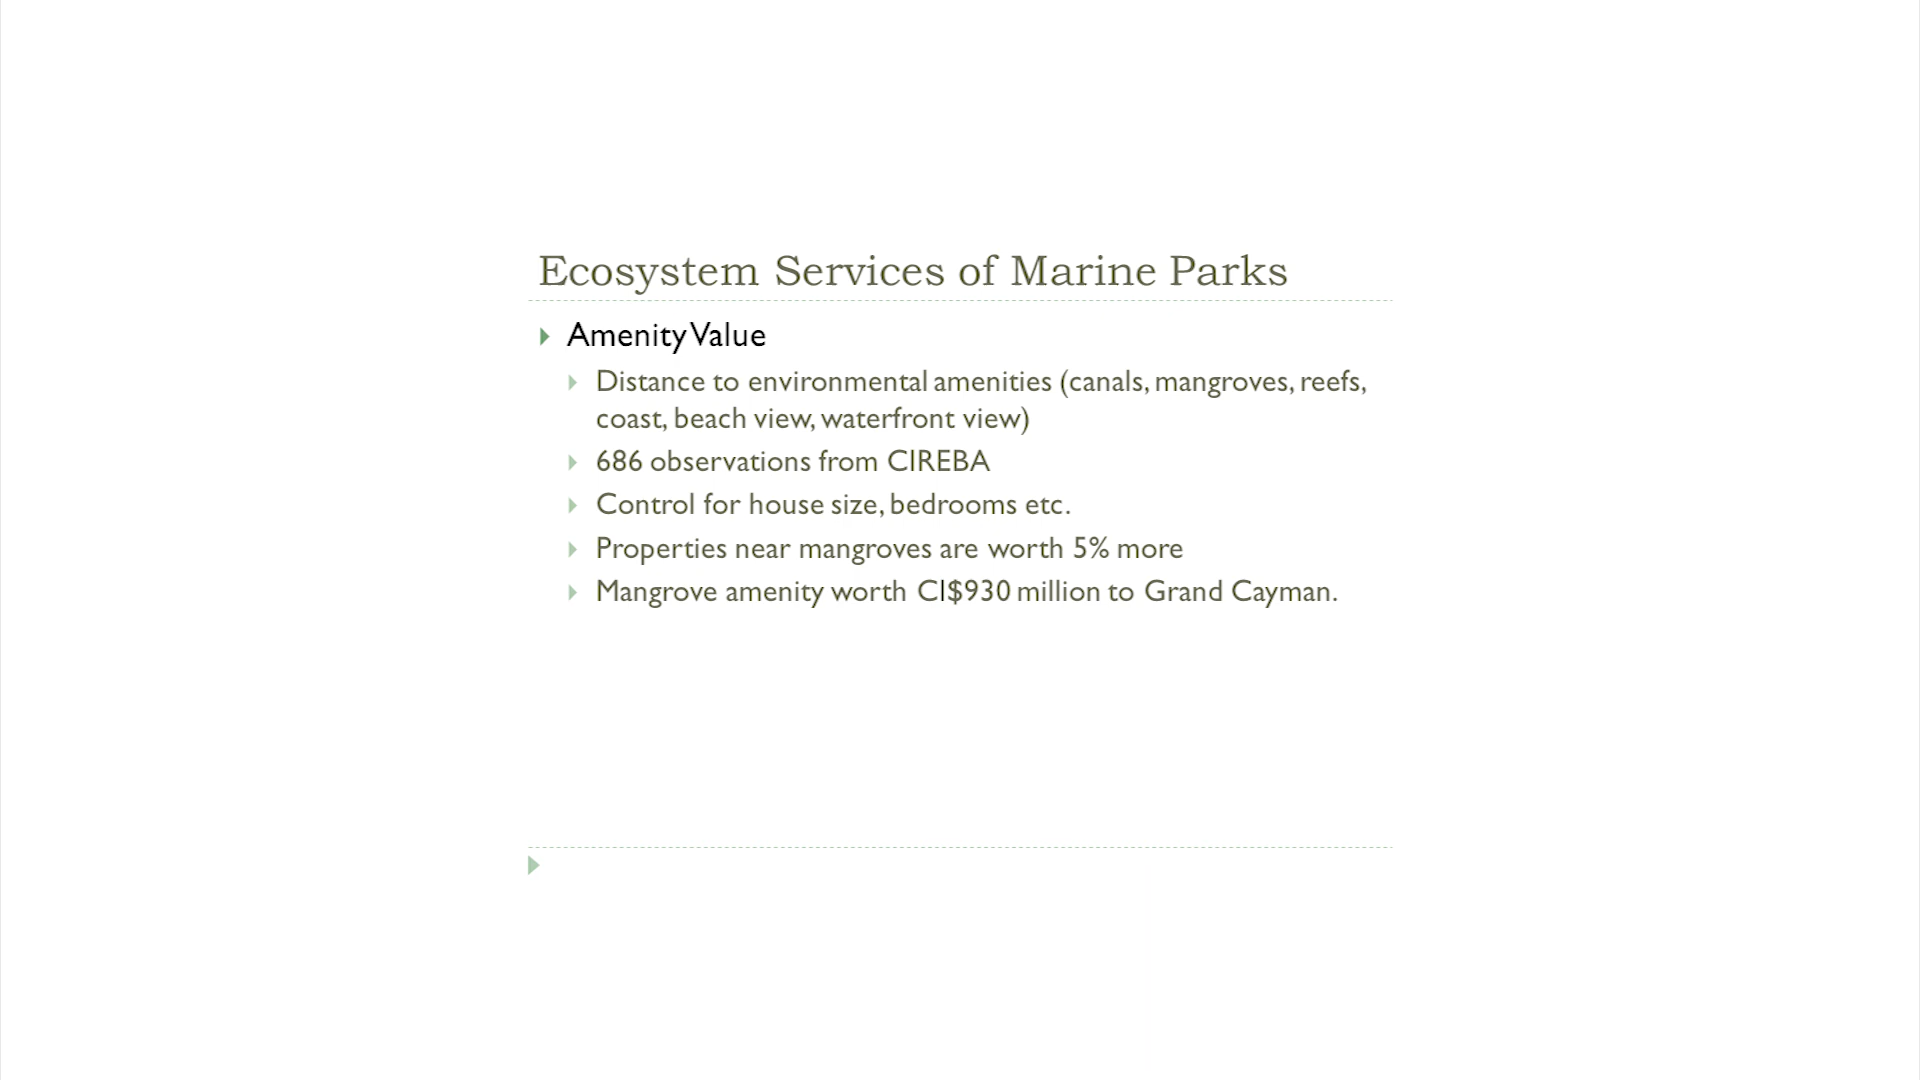 Ecosystem Services of Marine Parks
Amenity Value
Distance to environmental amenities (canals, mangroves, reefs,
coast, beach view, waterfront view)
686 observations from CIREBA
Control for house size, bedrooms etc.
Properties near mangroves are worth 5% more
Mangrove amenity worth CI$930 million to Grand Cayman.